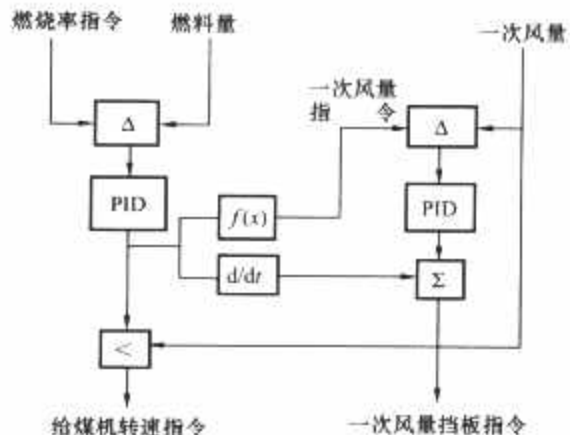 燃烧率指令
燃料量
一次风量
一次风量
指 令
Δ
Δ
PID
f(x)
PID
d/dt
Σ
<
给煤机转速指令
一次风量挡板指令